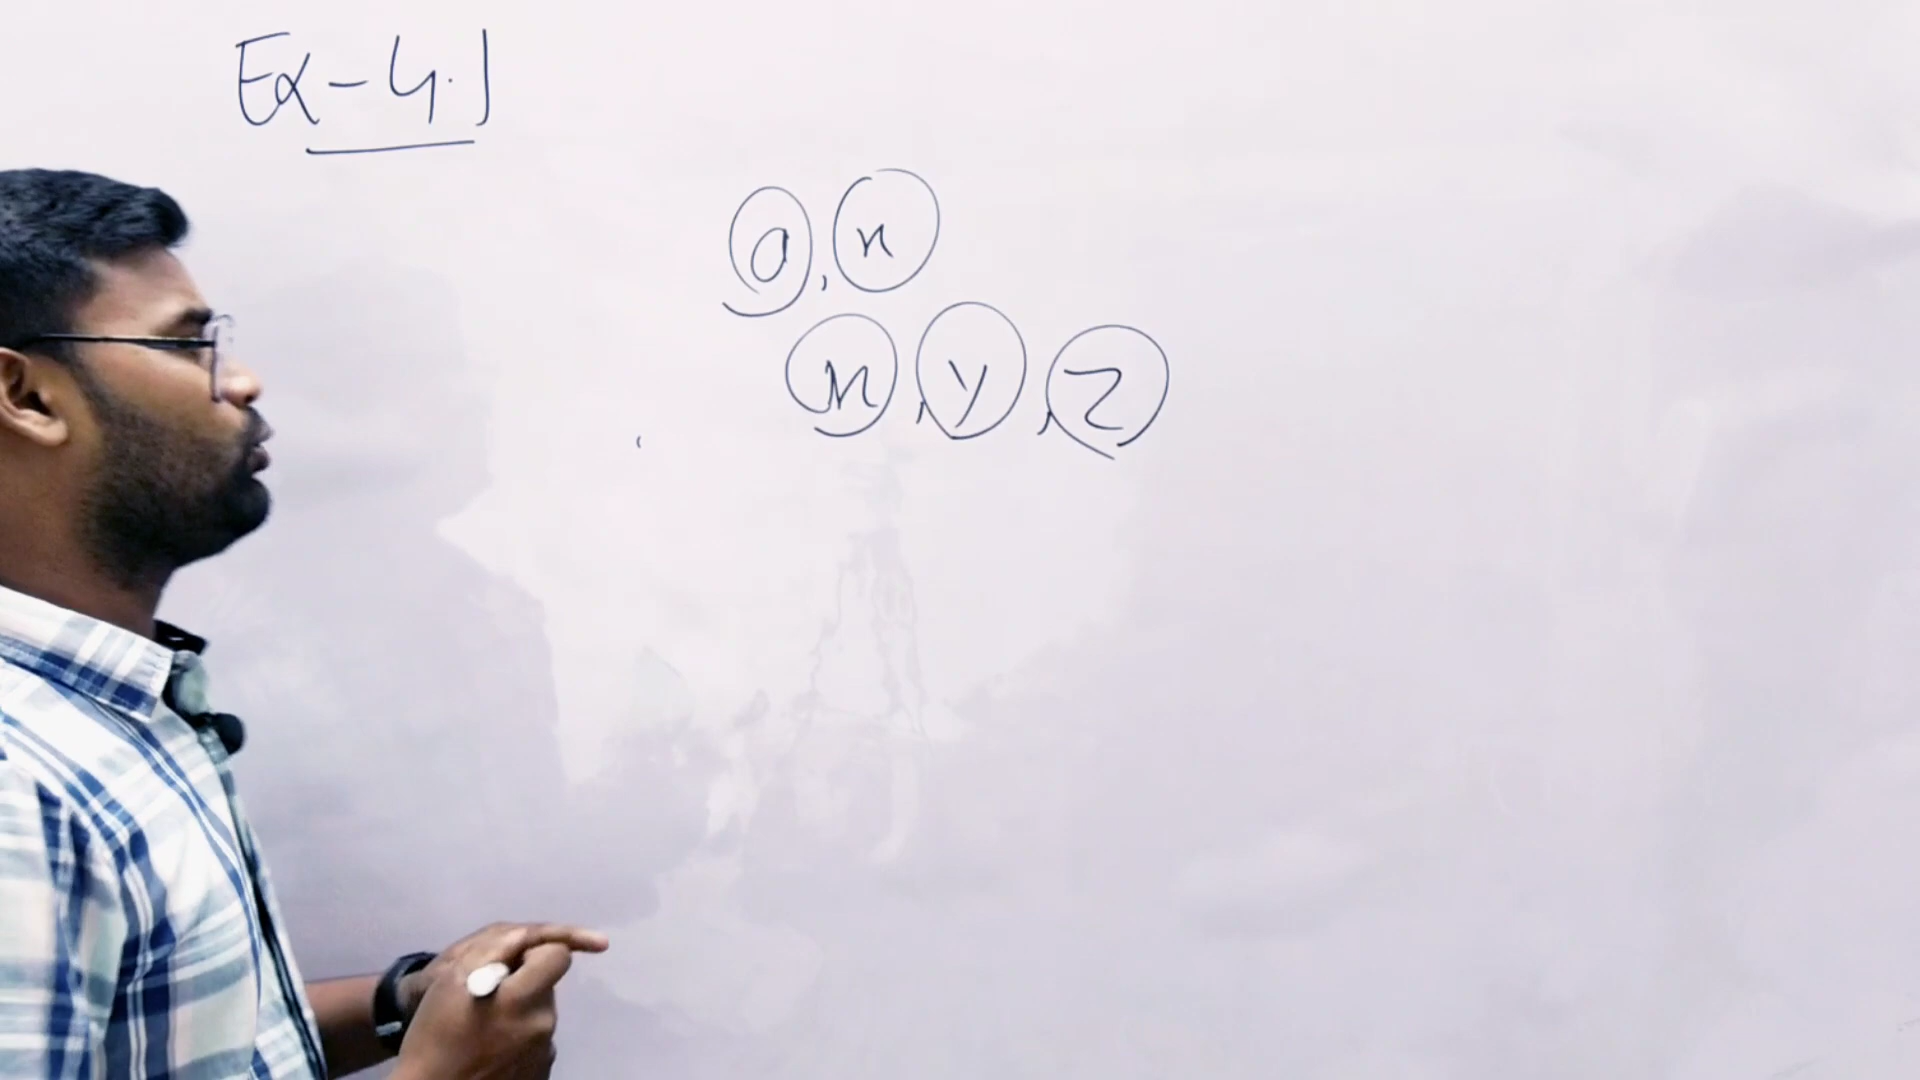 Ex-4.1
a, x
x, y, z